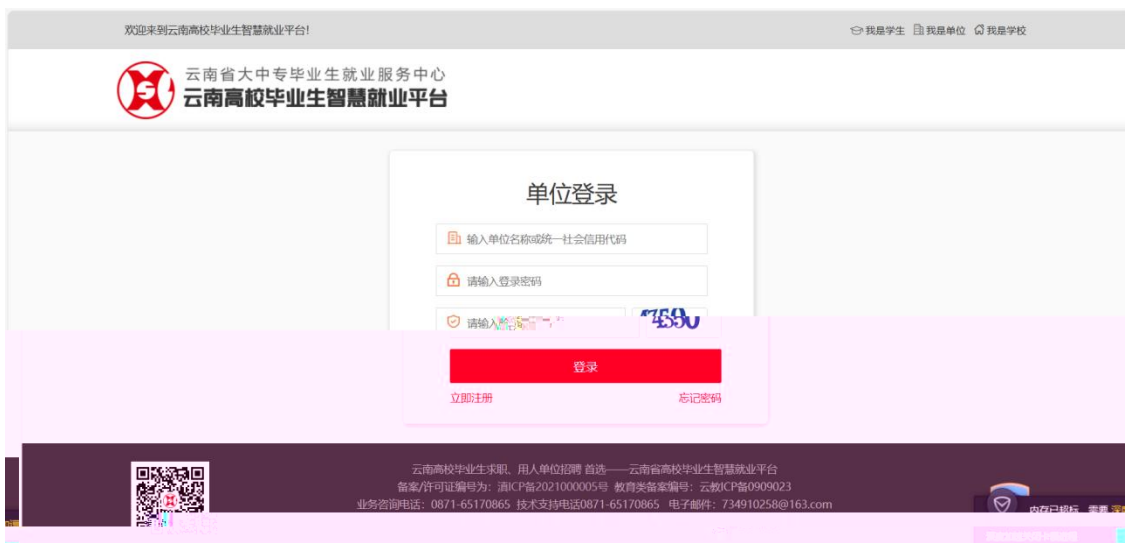 欢迎来到云南高校毕业生智慧就业平台!
我是学生 我是单位 我是学校
云南省大中专毕业生就业服务中心
云南高校毕业生智慧就业平台
单位登录
输入单位名称或统一社会信用代码
请输入登录密码
请输入
登录
立即注册 忘记密码
云南高校毕业生求职、用人单位招聘 首选——云南省高校毕业生智慧就业平台
备案/许可证编号为：滇ICP备2021000005号 教育类备案编号：云教ICP备0909023
业务咨询电话：0871-65170865 技术支持电话0871-65170865 电子邮件：734910258@163.com
内存已超标，需要